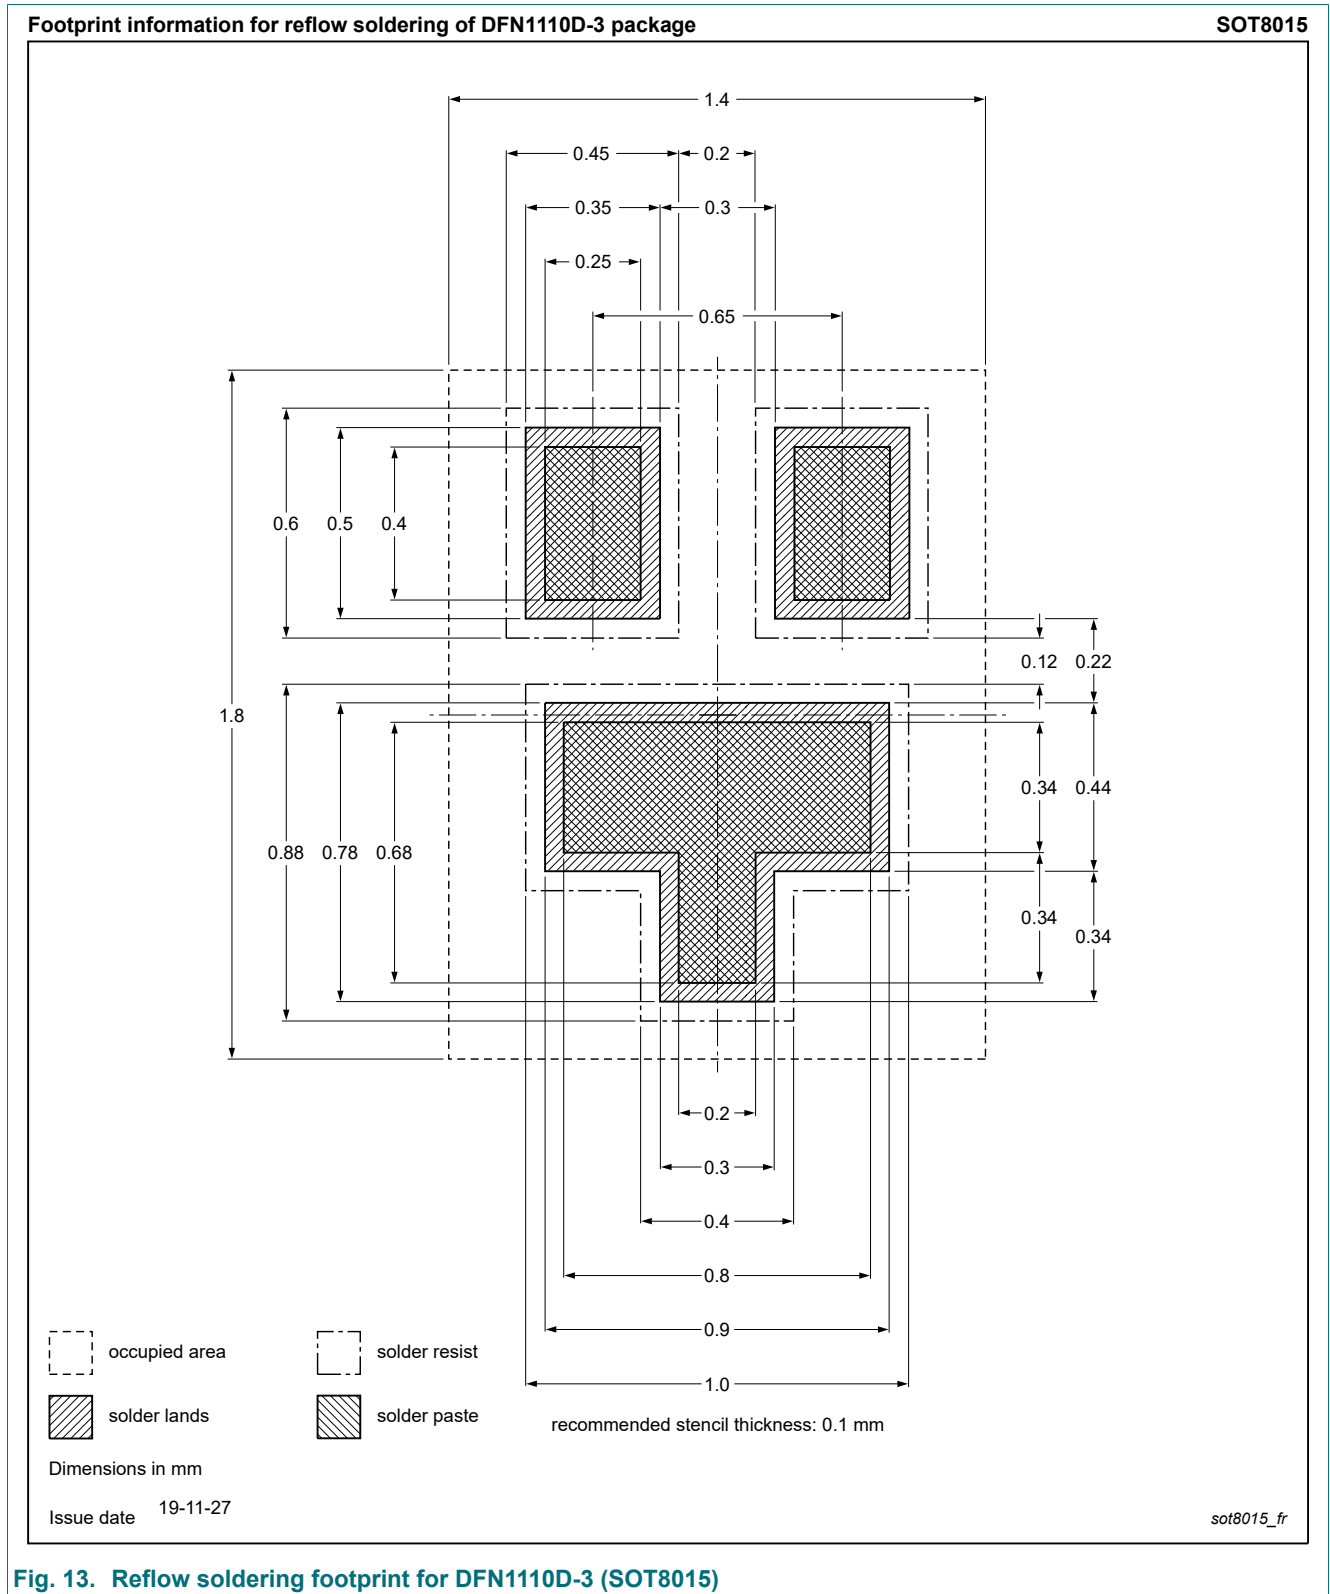 Footprint information for reflow soldering of DFN1110D-3 package SOT8015
1.4
0.45 0.2
0.35 0.3
0.25
0.65
0.6 0.5 0.4
0.12 0.22
1.8
0.34 0.44
0.88 0.78 0.68
0.34
0.34
0.2
0.3
0.4
0.8
0.9
1.0
occupied area solder resist
solder lands solder paste
recommended stencil thickness: 0.1 mm
Dimensions in mm
Issue date 19-11-27
sot8015_fr
Fig. 13. Reflow soldering footprint for DFN1110D-3 (SOT8015)